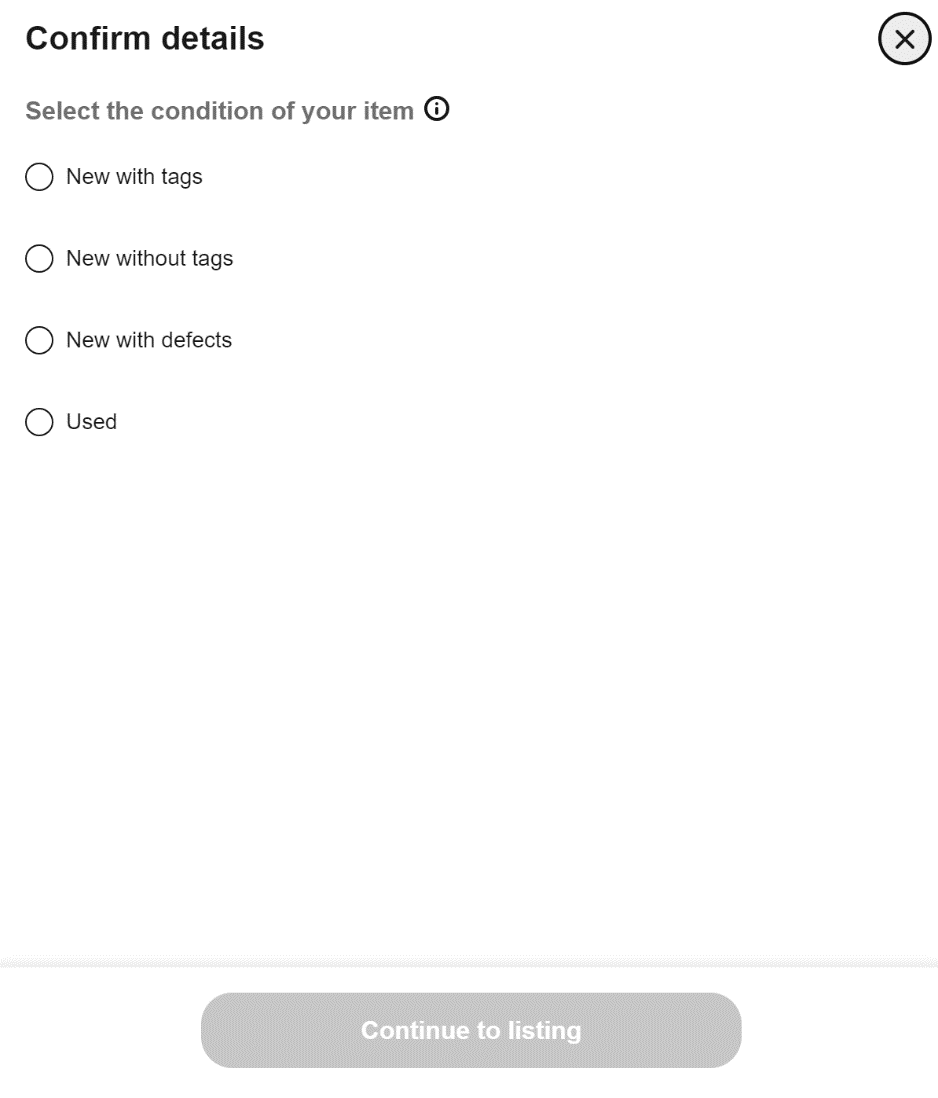 Confirm details
Select the condition of your item
New with tags
New without tags
New with defects
Used
Continue to listing